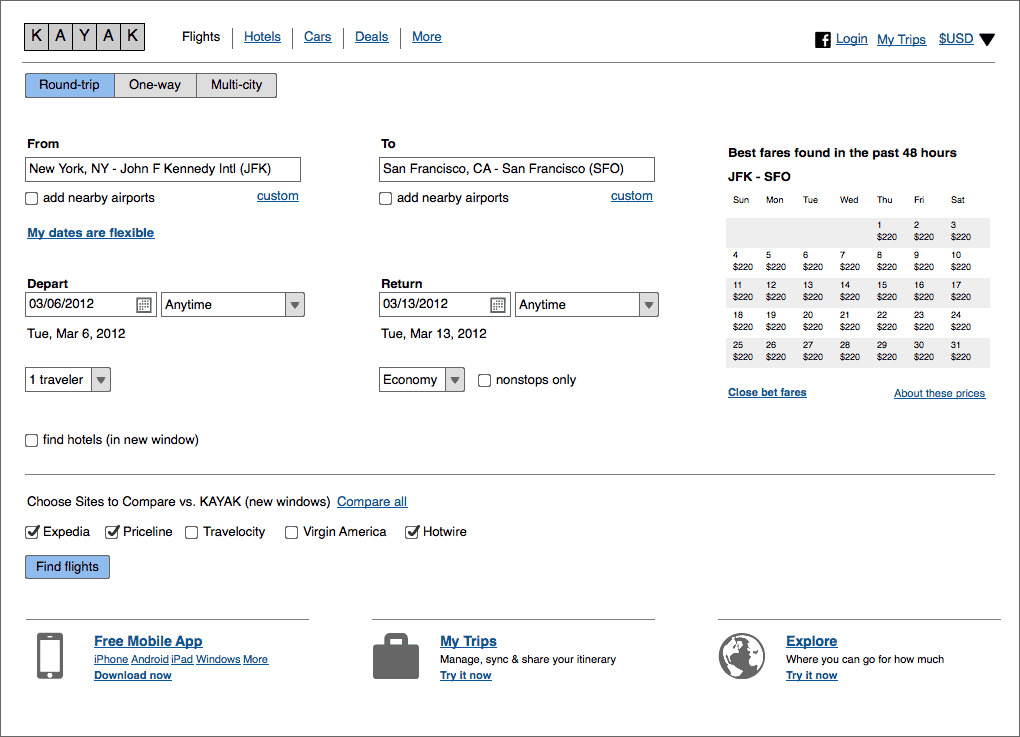 K A Y A K Flights Hotels Cars Deals More Login My Trips $USD
Round-trip One-way Multi-city
From To
New York, NY - John F Kennedy Intl (JFK) San Francisco, CA - San Francisco (SFO)
add nearby airports custom add nearby airports custom
My dates are flexible
Depart Return
03/06/2012 Anytime 03/13/2012 Anytime
Tue, Mar 6, 2012 Tue, Mar 13, 2012
1 traveler Economy nonstops only
find hotels (in new window)
Best fares found in the past 48 hours
JFK - SFO
Sun Mon Tue Wed Thu Fri Sat
1 2 3
$220 $220 $220
4 5 6 7 8 9 10
$220 $220 $220 $220 $220 $220 $220
11 12 13 14 15 16 17
$220 $220 $220 $220 $220 $220 $220
18 19 20 21 22 23 24
$220 $220 $220 $220 $220 $220 $220
25 26 27 28 29 30 31
$220 $220 $220 $220 $220 $220 $220
Close bet fares About these prices
Choose Sites to Compare vs. KAYAK (new windows) Compare all
Expedia Priceline Travelocity Virgin America Hotwire
Find flights
Free Mobile App
iPhone Android iPad Windows More
Download now
My Trips
Manage, sync & share your itinerary
Try it now
Explore
Where you can go for how much
Try it now